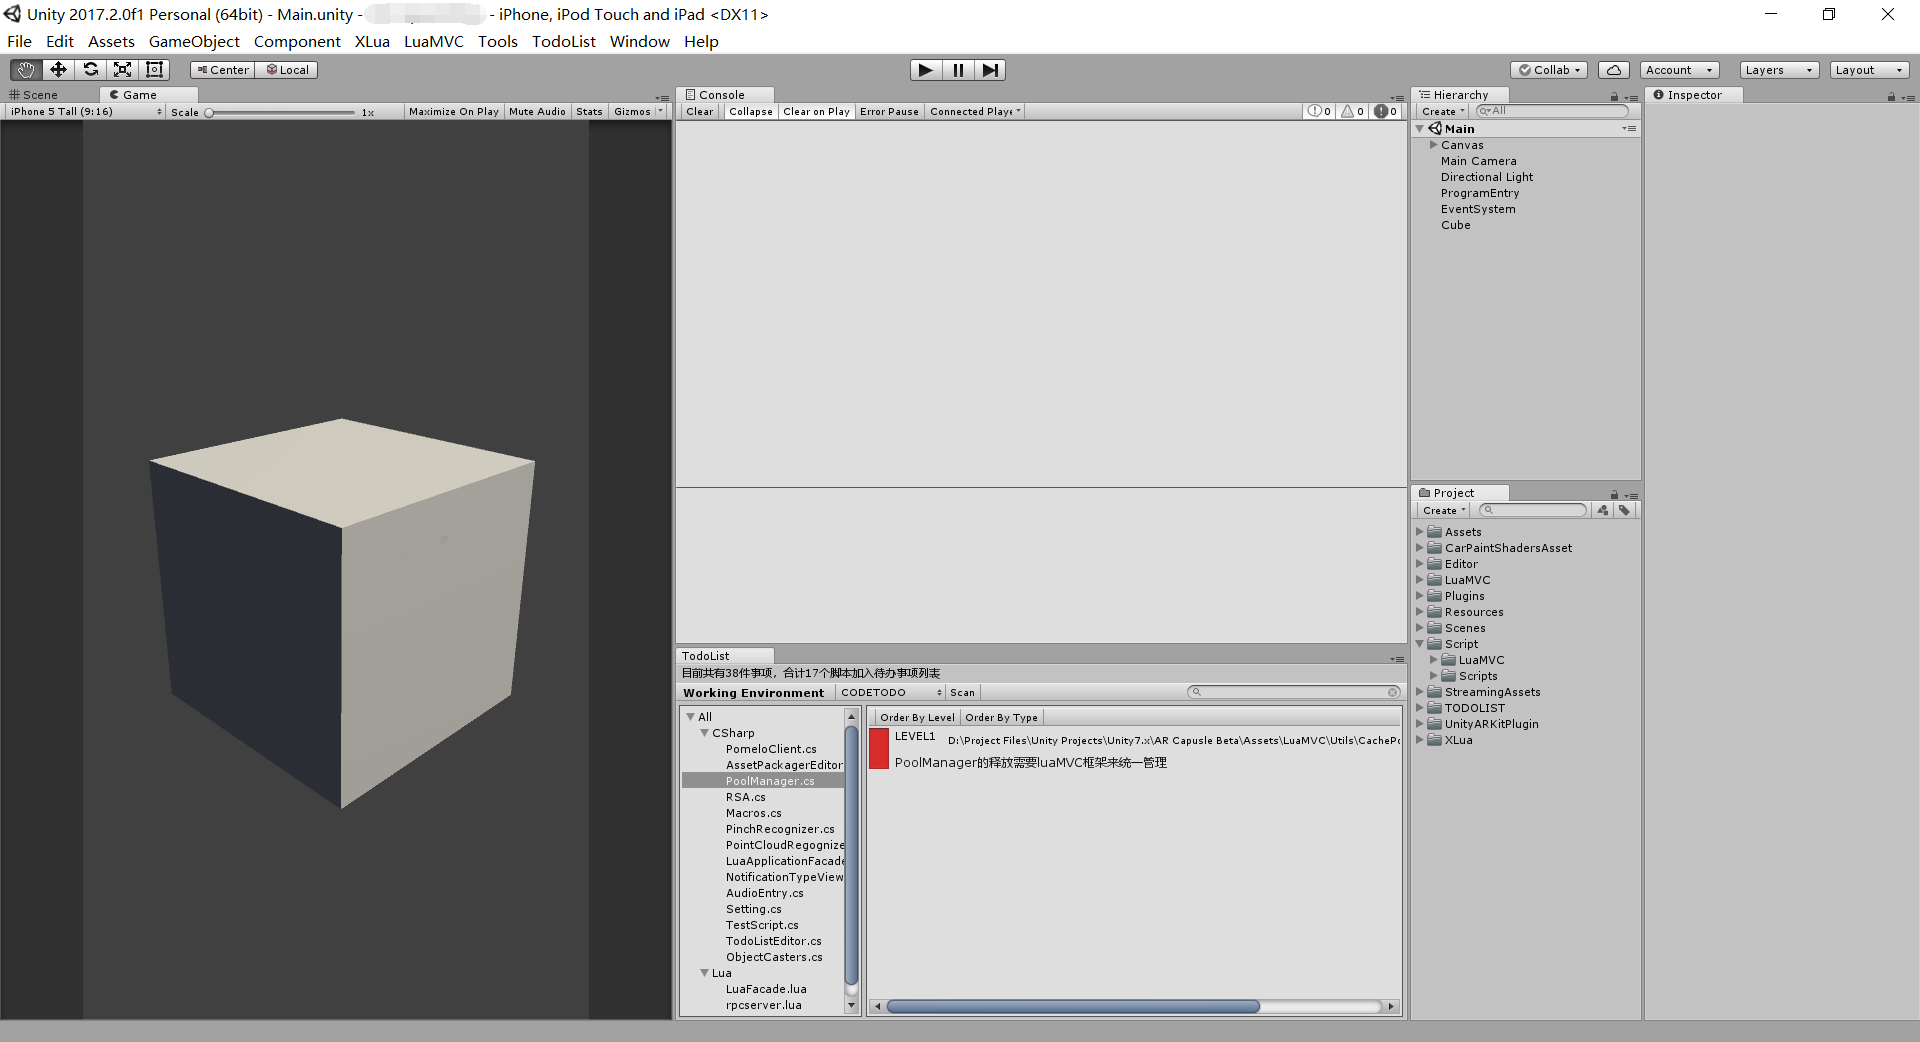 Unity 2017.2.0f1 Personal (64bit) - Main.unity - - iPhone, iPod Touch and iPad <DX11>
File Edit Assets GameObject Component XLua LuaMVC Tools TodoList Window Help
Center Local Collab Account Layers Layout
Scene Game
iPhone 5 Tall (9:16) Scale 1x Maximize On Play Mute Audio Stats Gizmos
Console
Clear Collapse Clear on Play Error Pause Connected Playe 0 0 0
TodoList
目前共有38件事项，合计17个脚本加入待办事项列表
Working Environment CODETODO Scan
All
CSharp
PomeloClient.cs
AssetPackagerEditor
PoolManager.cs
RSA.cs
Macros.cs
PinchRecognizer.cs
PointCloudRegognize
LuaApplicationFacade
NotificationTypeView
AudioEntry.cs
Setting.cs
TestScript.cs
TodoListEditor.cs
ObjectCasters.cs
Lua
LuaFacade.lua
rpcserver.lua
Order By Level Order By Type
LEVEL1 D:\Project Files\Unity Projects\Unity7.x\AR Capusle Beta\Assets\LuaMVC\Utils\CachePo
PoolManager的释放需要luaMVC框架来统一管理
Hierarchy
Create All
Main
Canvas
Main Camera
Directional Light
ProgramEntry
EventSystem
Cube
Project
Create
Assets
CarPaintShadersAsset
Editor
LuaMVC
Plugins
Resources
Scenes
Script
LuaMVC
Scripts
StreamingAssets
TODOLIST
UnityARKitPlugin
XLua
Inspector